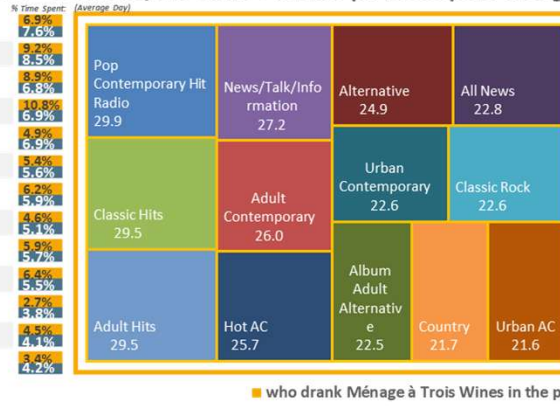 % Time Spent:
(Average Day)
6.9%
7.6%
9.2%
8.5%
8.9%
6.8%
10.8%
6.9%
4.9%
6.9%
5.4%
5.6%
6.2%
5.9%
4.6%
5.1%
5.9%
5.7%
6.4%
5.5%
2.7%
3.8%
4.5%
4.1%
3.4%
4.2%
Pop
Contemporary Hit
Radio
29.9
News/Talk/Info
rmation
27.2
Alternative
24.9
All News
22.8
Classic Hits
29.5
Adult
Contemporary
26.0
Urban
Contemporary
22.6
Classic Rock
22.6
Adult Hits
29.5
Hot AC
25.7
Album
Adult
Alternativ
e
22.5
Country
21.7
Urban AC
21.6
who drank Ménage à Trois Wines in the p